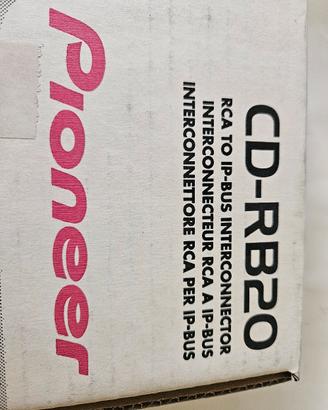 CD-RB20
RCA TO IP-BUS INTERCONNECTOR
INTERCONNECTEUR RCA A IP-BUS
INTERCONNETTORE RCA PER IP-BUS
Pioneer